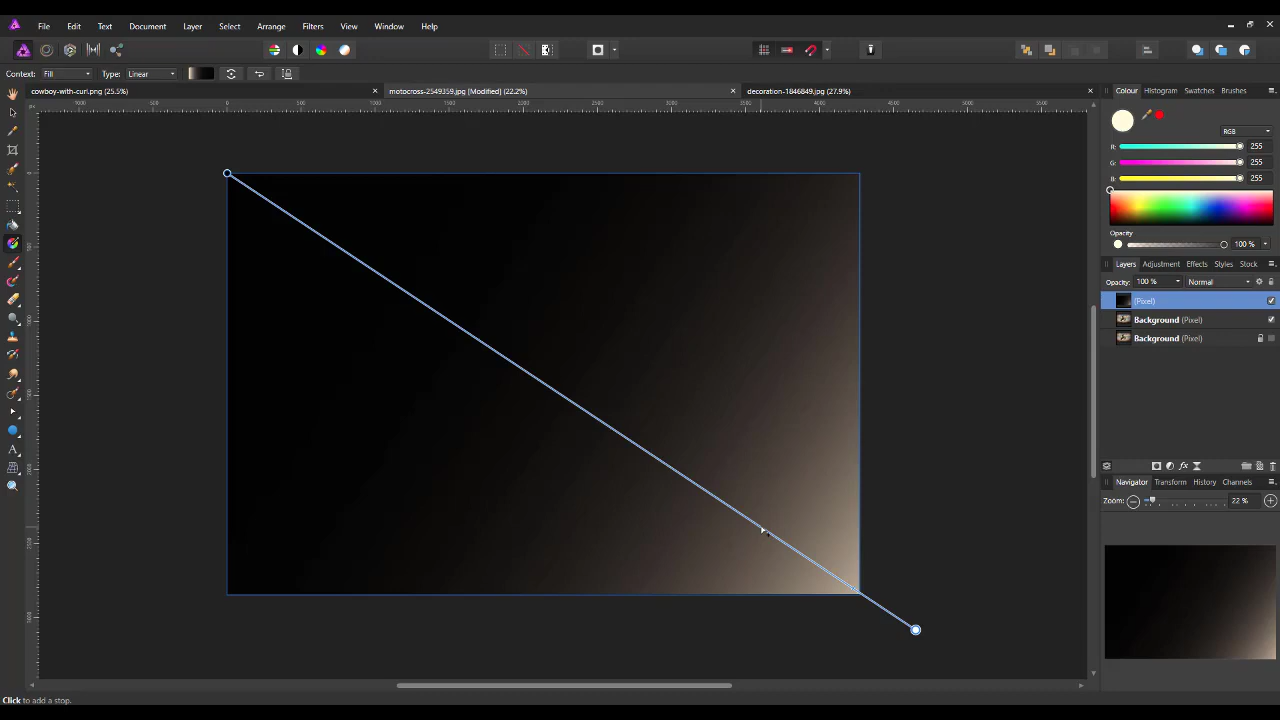 File Edit Text Document Layer Select Arrange Filters View Window Help
Context: Fill Type: Linear
cowboy-with-curl.png (25.5%) motocross-2549359.jpg [Modified] (22.2%) decoration-1846849.jpg (27.9%)
Colour Histogram Swatches Brushes
RGB
R: 255
G: 255
B: 255
Opacity
100 %
Layers Adjustment Effects Styles Stock
Opacity: 100 % Normal
(Pixel)
Background (Pixel)
Background (Pixel)
Navigator Transform History Channels
Zoom: 22 %
Click to add a stop.